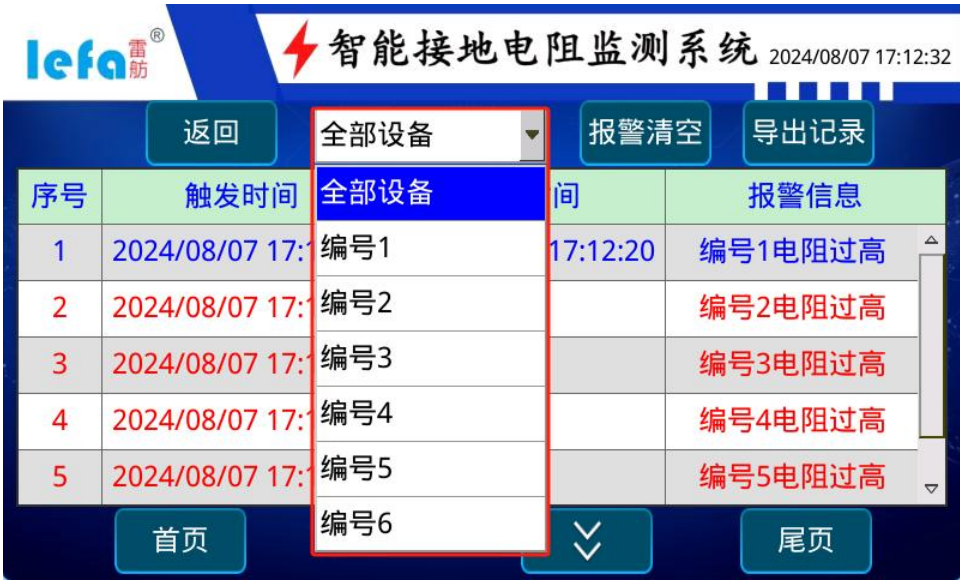 lefa 雷舫 ®
智能接地电阻监测系统 2024/08/07 17:12:32
返回 全部设备 报警清空 导出记录
序号 触发时间 全部设备 间 报警信息
1 2024/08/07 17:1 编号1 17:12:20 编号1电阻过高
2 2024/08/07 17:1 编号2 编号2电阻过高
3 2024/08/07 17:1 编号3 编号3电阻过高
4 2024/08/07 17:1 编号4 编号4电阻过高
5 2024/08/07 17:1 编号5 编号5电阻过高
首页 编号6 尾页